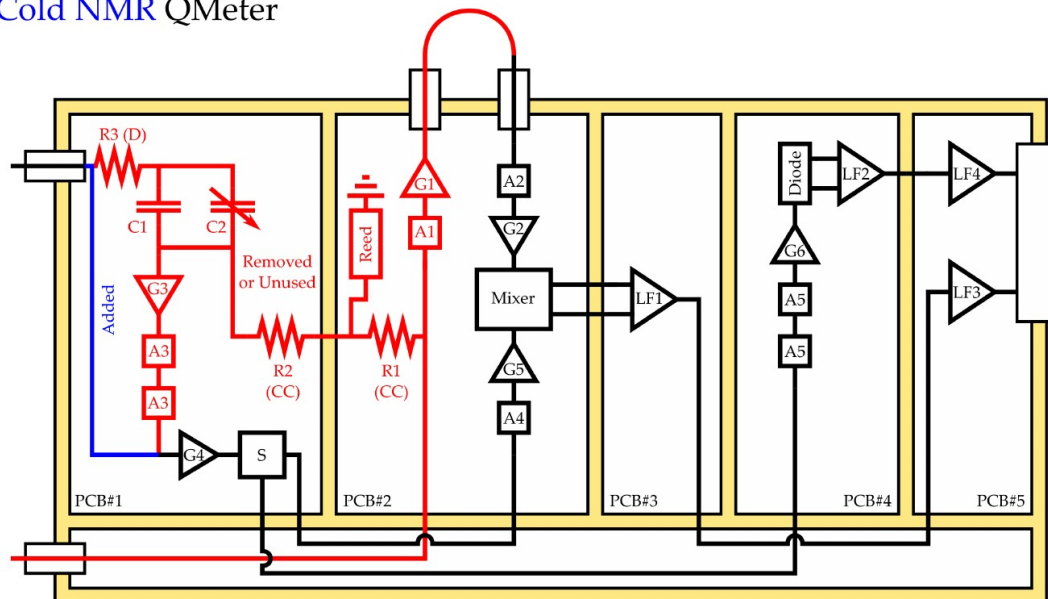 Cold NMR QMeter
R3 (D)
C1
C2
Removed
or Unused
G3
A3
A3
Added
R2
(CC)
G4
S
PCB#1
Reed
G1
A1
R1
(CC)
A2
G2
Mixer
G5
A4
PCB#2
LF1
PCB#3
Diode
LF2
G6
A5
A5
PCB#4
LF4
LF3
PCB#5